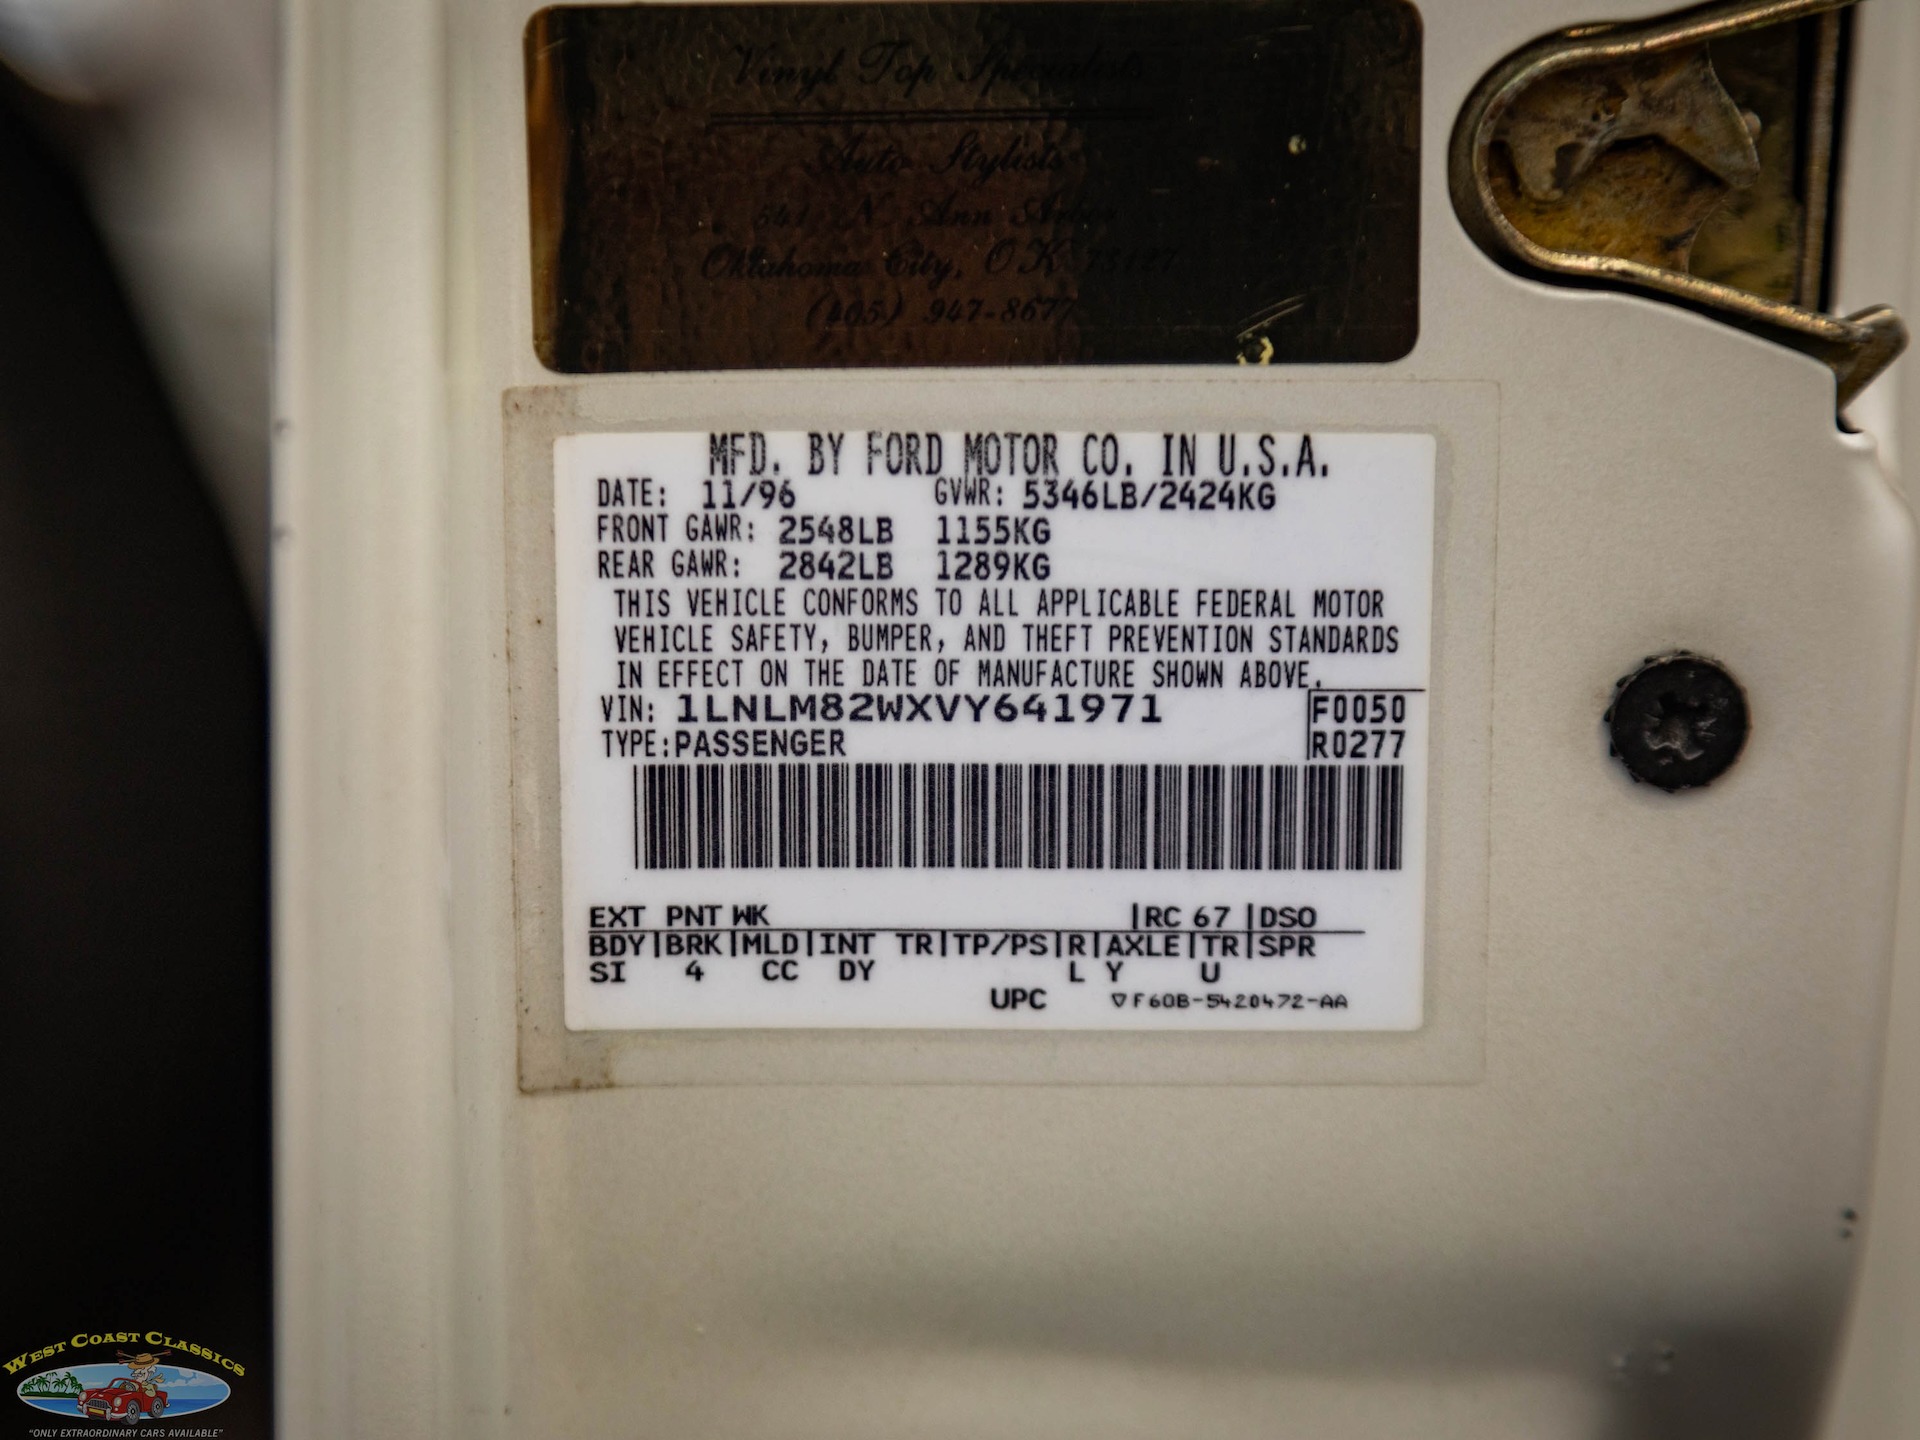 Vinyl Top Specialists
Auto Stylists
541 N. Ann Arbor
Oklahoma City, OK 73127
(405) 947-8677
MFD. BY FORD MOTOR CO. IN U.S.A.
DATE: 11/96 GVWR: 5346LB/2424KG
FRONT GAWR: 2548LB 1155KG
REAR GAWR: 2842LB 1289KG
THIS VEHICLE CONFORMS TO ALL APPLICABLE FEDERAL MOTOR
VEHICLE SAFETY, BUMPER, AND THEFT PREVENTION STANDARDS
IN EFFECT ON THE DATE OF MANUFACTURE SHOWN ABOVE.
VIN: 1LNLM82WXVY641971 F0050
TYPE:PASSENGER R0277
EXT PNT WK |RC 67 |DSO
BDY|BRK|MLD|INT TR|TP/PS|R|AXLE|TR|SPR
SI 4 CC DY L Y U
UPC ▽F60B-5420472-AA
WEST COAST CLASSICS
"ONLY EXTRAORDINARY CARS AVAILABLE"